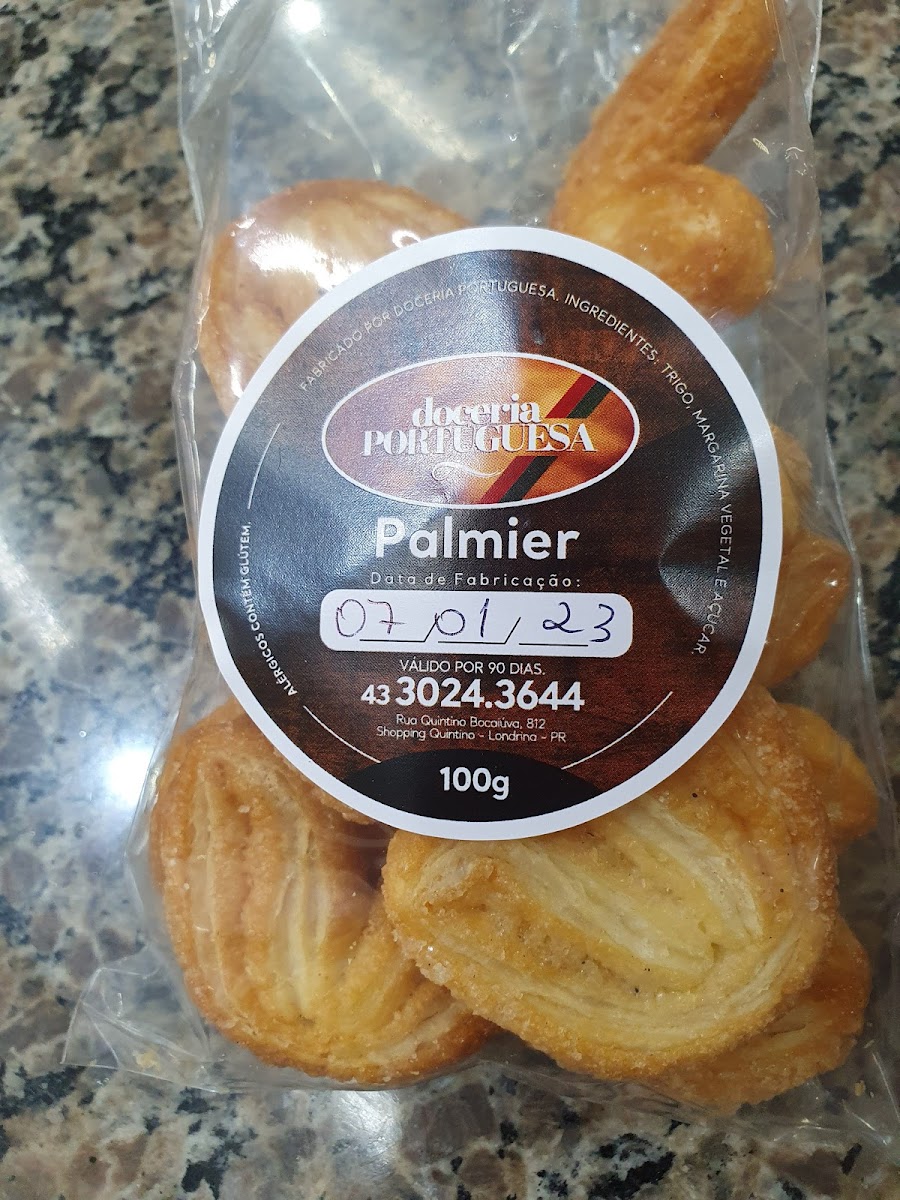 FABRICADO POR DOCERIA PORTUGUESA. INGREDIENTES: TRIGO, MARGARINA VEGETAL E AÇÚCAR.
doceria
PORTUGUESA
Palmier
Data de Fabricação:
07/01/23
VÁLIDO POR 90 DIAS.
43 3024.3644
Rua Quintino Bocaiúva, 812
Shopping Quintino - Londrina - PR
100g
ALÉRGICOS CONTÉM GLÚTEM.